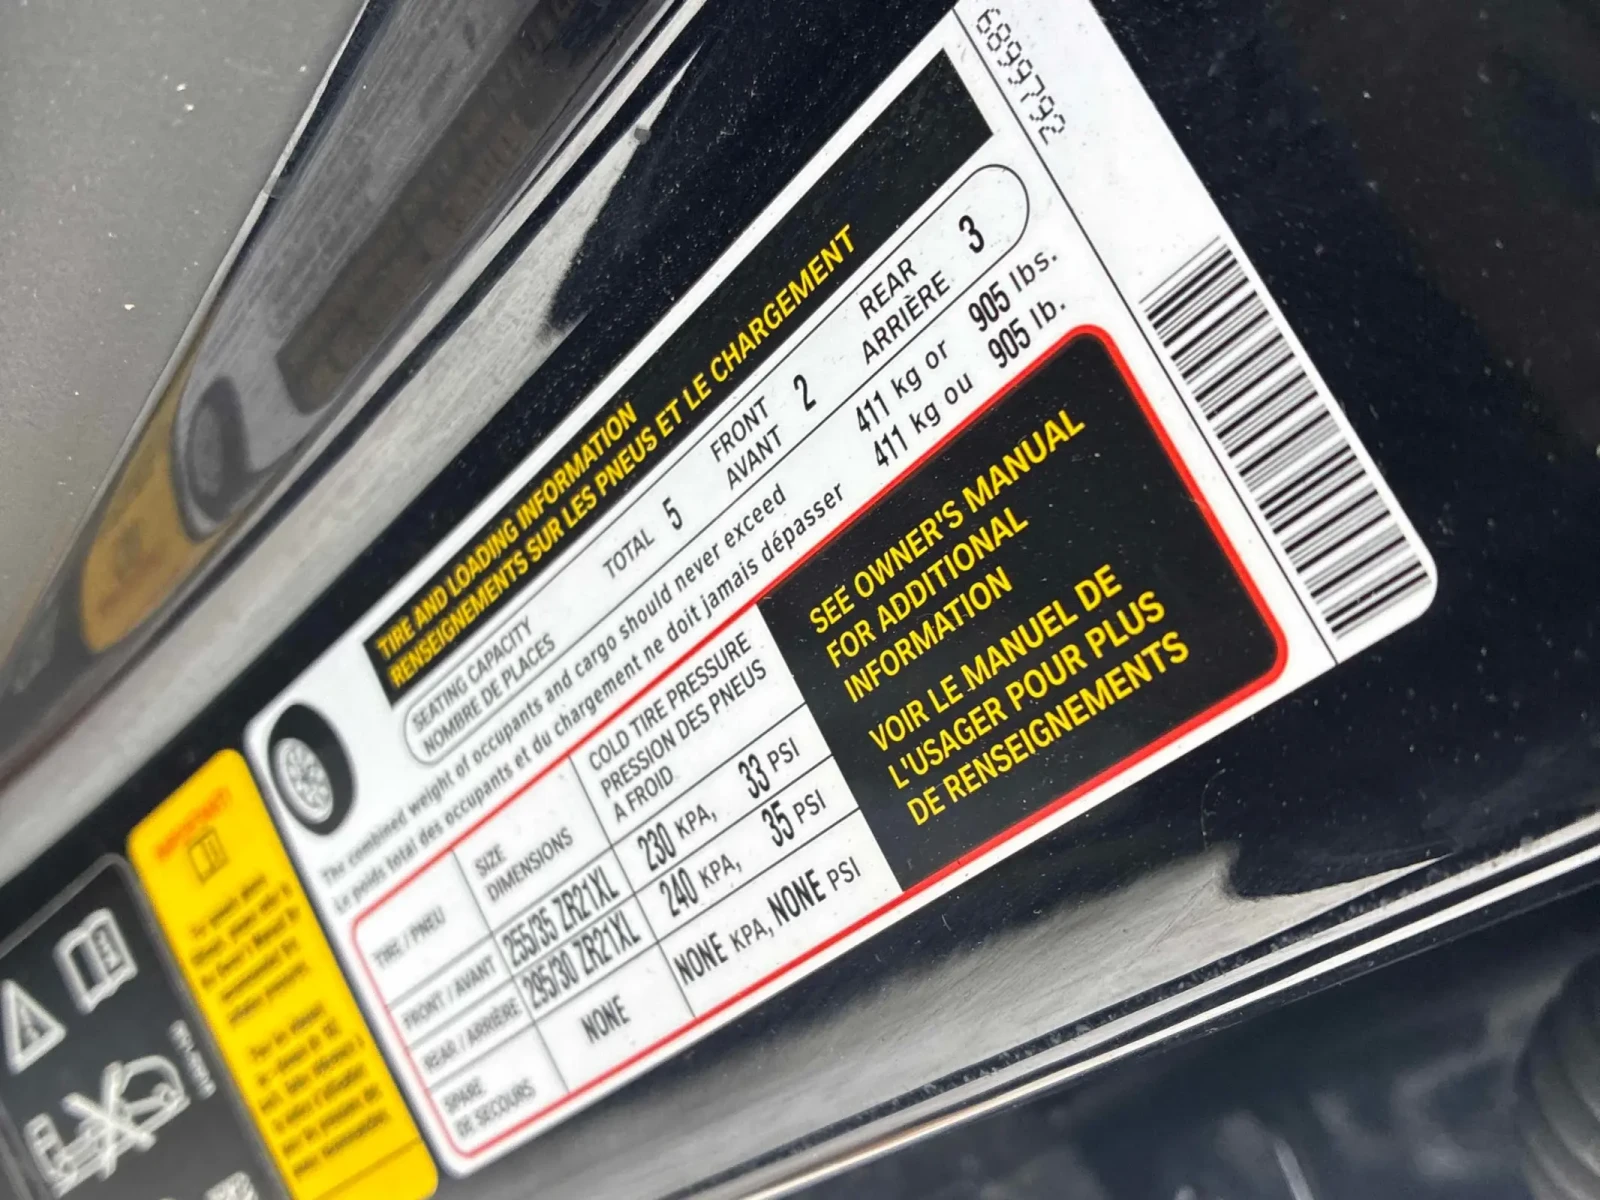 68997792
TIRE AND LOADING INFORMATION
RENSEIGNEMENTS SUR LES PNEUS ET LE CHARGEMENT
SEATING CAPACITY TOTAL 5 FRONT 2 REAR 3
NOMBRE DE PLACES AVANT ARRIÈRE
The combined weight of occupants and cargo should never exceed 411 kg or 905 lbs.
Le poids total des occupants et du chargement ne doit jamais dépasser 411 kg ou 905 lb.
TIRE / PNEU
SIZE
DIMENSIONS
COLD TIRE PRESSURE
PRESSION DES PNEUS
A FROID
FRONT / AVANT 255/35 ZR21XL 230 KPA, 33 PSI
REAR / ARRIÈRE 295/30 ZR21XL 240 KPA, 35 PSI
SPARE
DE SECOURS
NONE NONE KPA, NONE PSI
SEE OWNER'S MANUAL
FOR ADDITIONAL
INFORMATION
VOIR LE MANUEL DE
L'USAGER POUR PLUS
DE RENSEIGNEMENTS
IMPORTANT!